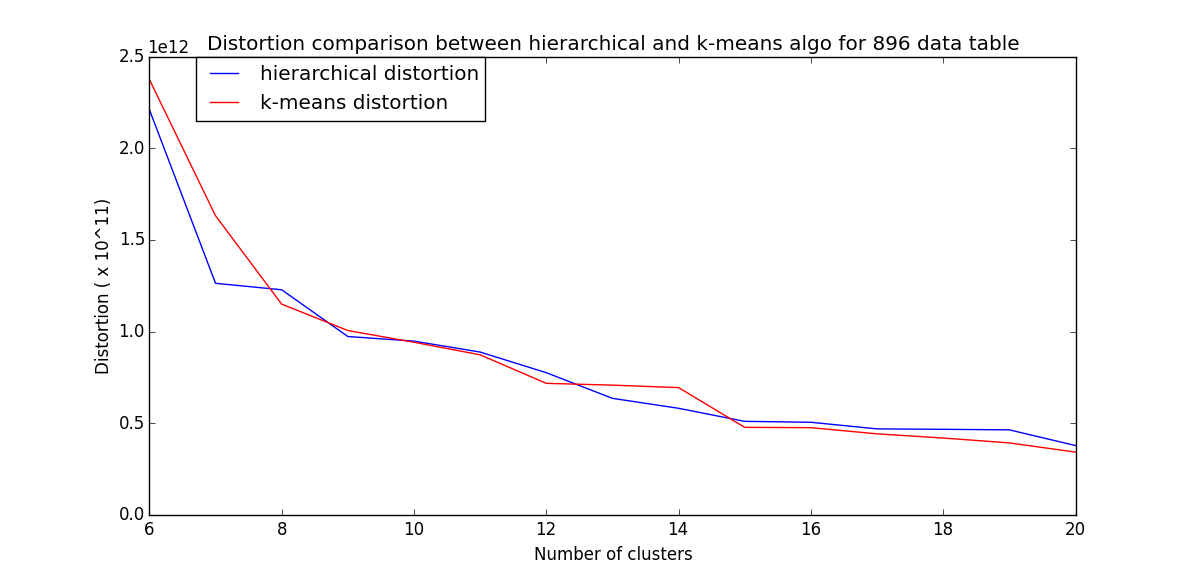 Distortion comparison between hierarchical and k-means algo for 896 data table
1e12
hierarchical distortion
k-means distortion
2.5
2.0
1.5
1.0
0.5
0.0
Distortion ( x 10^11)
6 8 10 12 14 16 18 20
Number of clusters